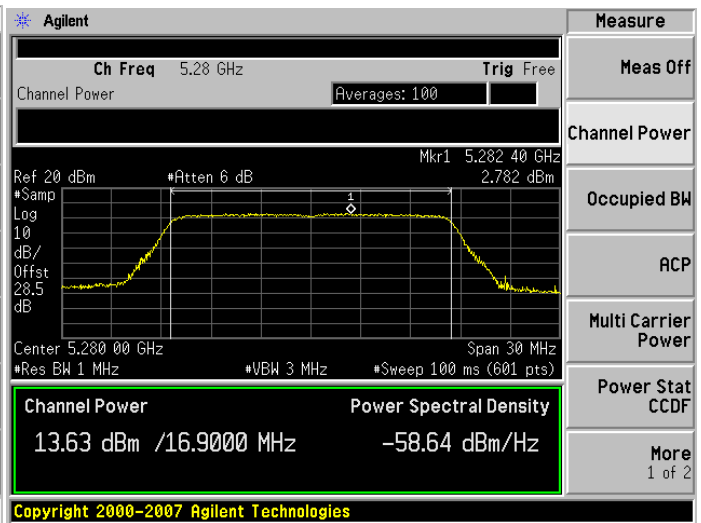 Agilent
Measure
Ch Freq 5.28 GHz Trig Free
Channel Power Averages: 100
Mkr1 5.282 40 GHz
Ref 20 dBm #Atten 6 dB 2.782 dBm
#Samp
Log
10
dB/
Offst
28.5
dB
1
Center 5.280 00 GHz Span 30 MHz
#Res BW 1 MHz #VBW 3 MHz #Sweep 100 ms (601 pts)
Channel Power Power Spectral Density
13.63 dBm /16.9000 MHz -58.64 dBm/Hz
Copyright 2000-2007 Agilent Technologies
Meas Off
Channel Power
Occupied BW
ACP
Multi Carrier
Power
Power Stat
CCDF
More
1 of 2